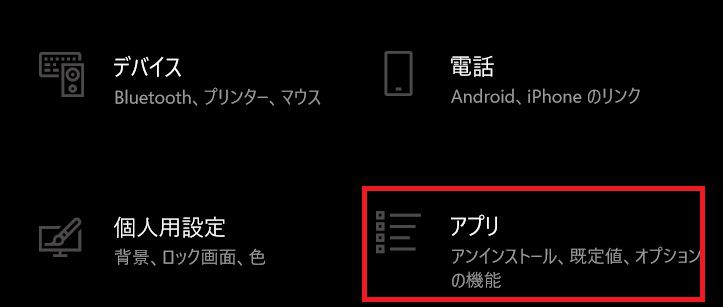 デバイス
Bluetooth、プリンター、マウス
電話
Android、iPhone のリンク
個人用設定
背景、ロック画面、色
アプリ
アンインストール、既定値、オプション
の機能